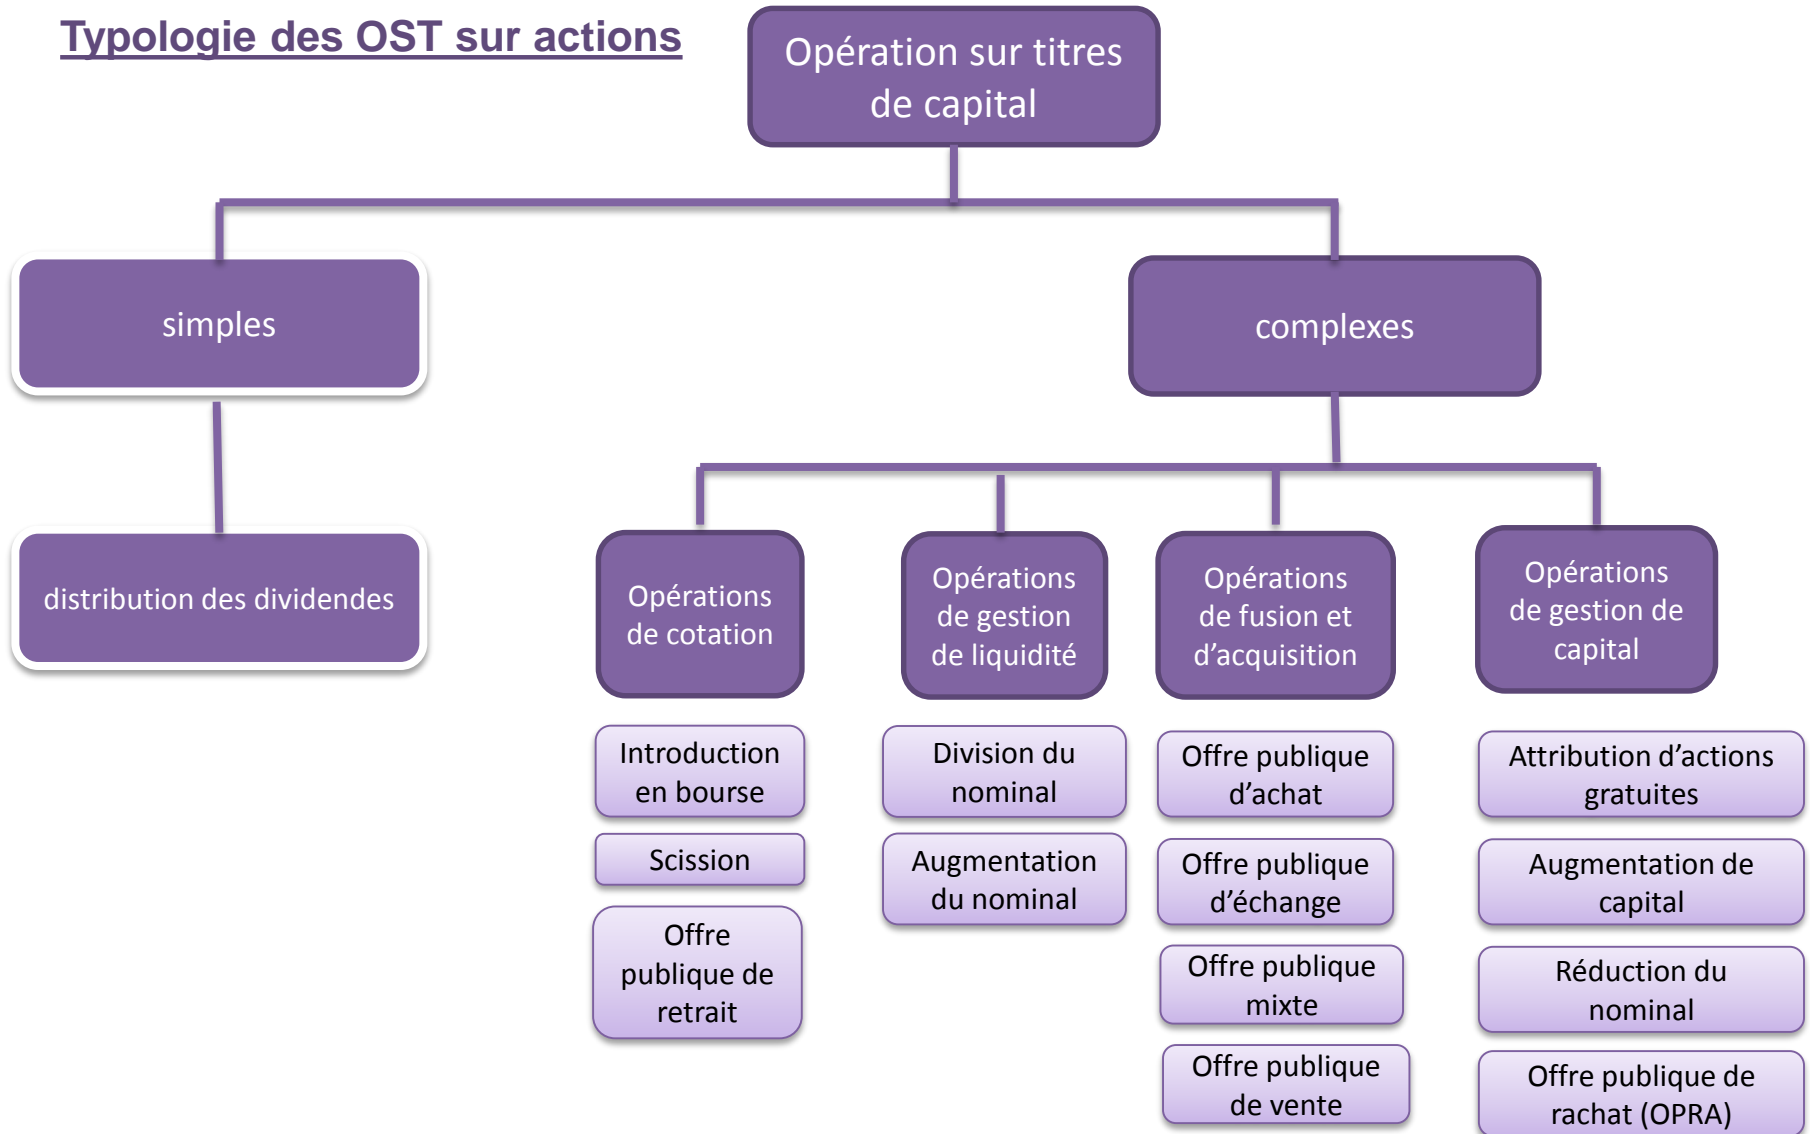 Typologie des OST sur actions
Opération sur titres
de capital
simples
complexes
distribution des dividendes
Opérations
de cotation
Opérations
de gestion
de liquidité
Opérations
de fusion et
d’acquisition
Opérations
de gestion de
capital
Introduction
en bourse
Scission
Offre
publique de
retrait
Division du
nominal
Augmentation
du nominal
Offre publique
d’achat
Offre publique
d’échange
Offre publique
mixte
Offre publique
de vente
Attribution d’actions
gratuites
Augmentation de
capital
Réduction du
nominal
Offre publique de
rachat (OPRA)